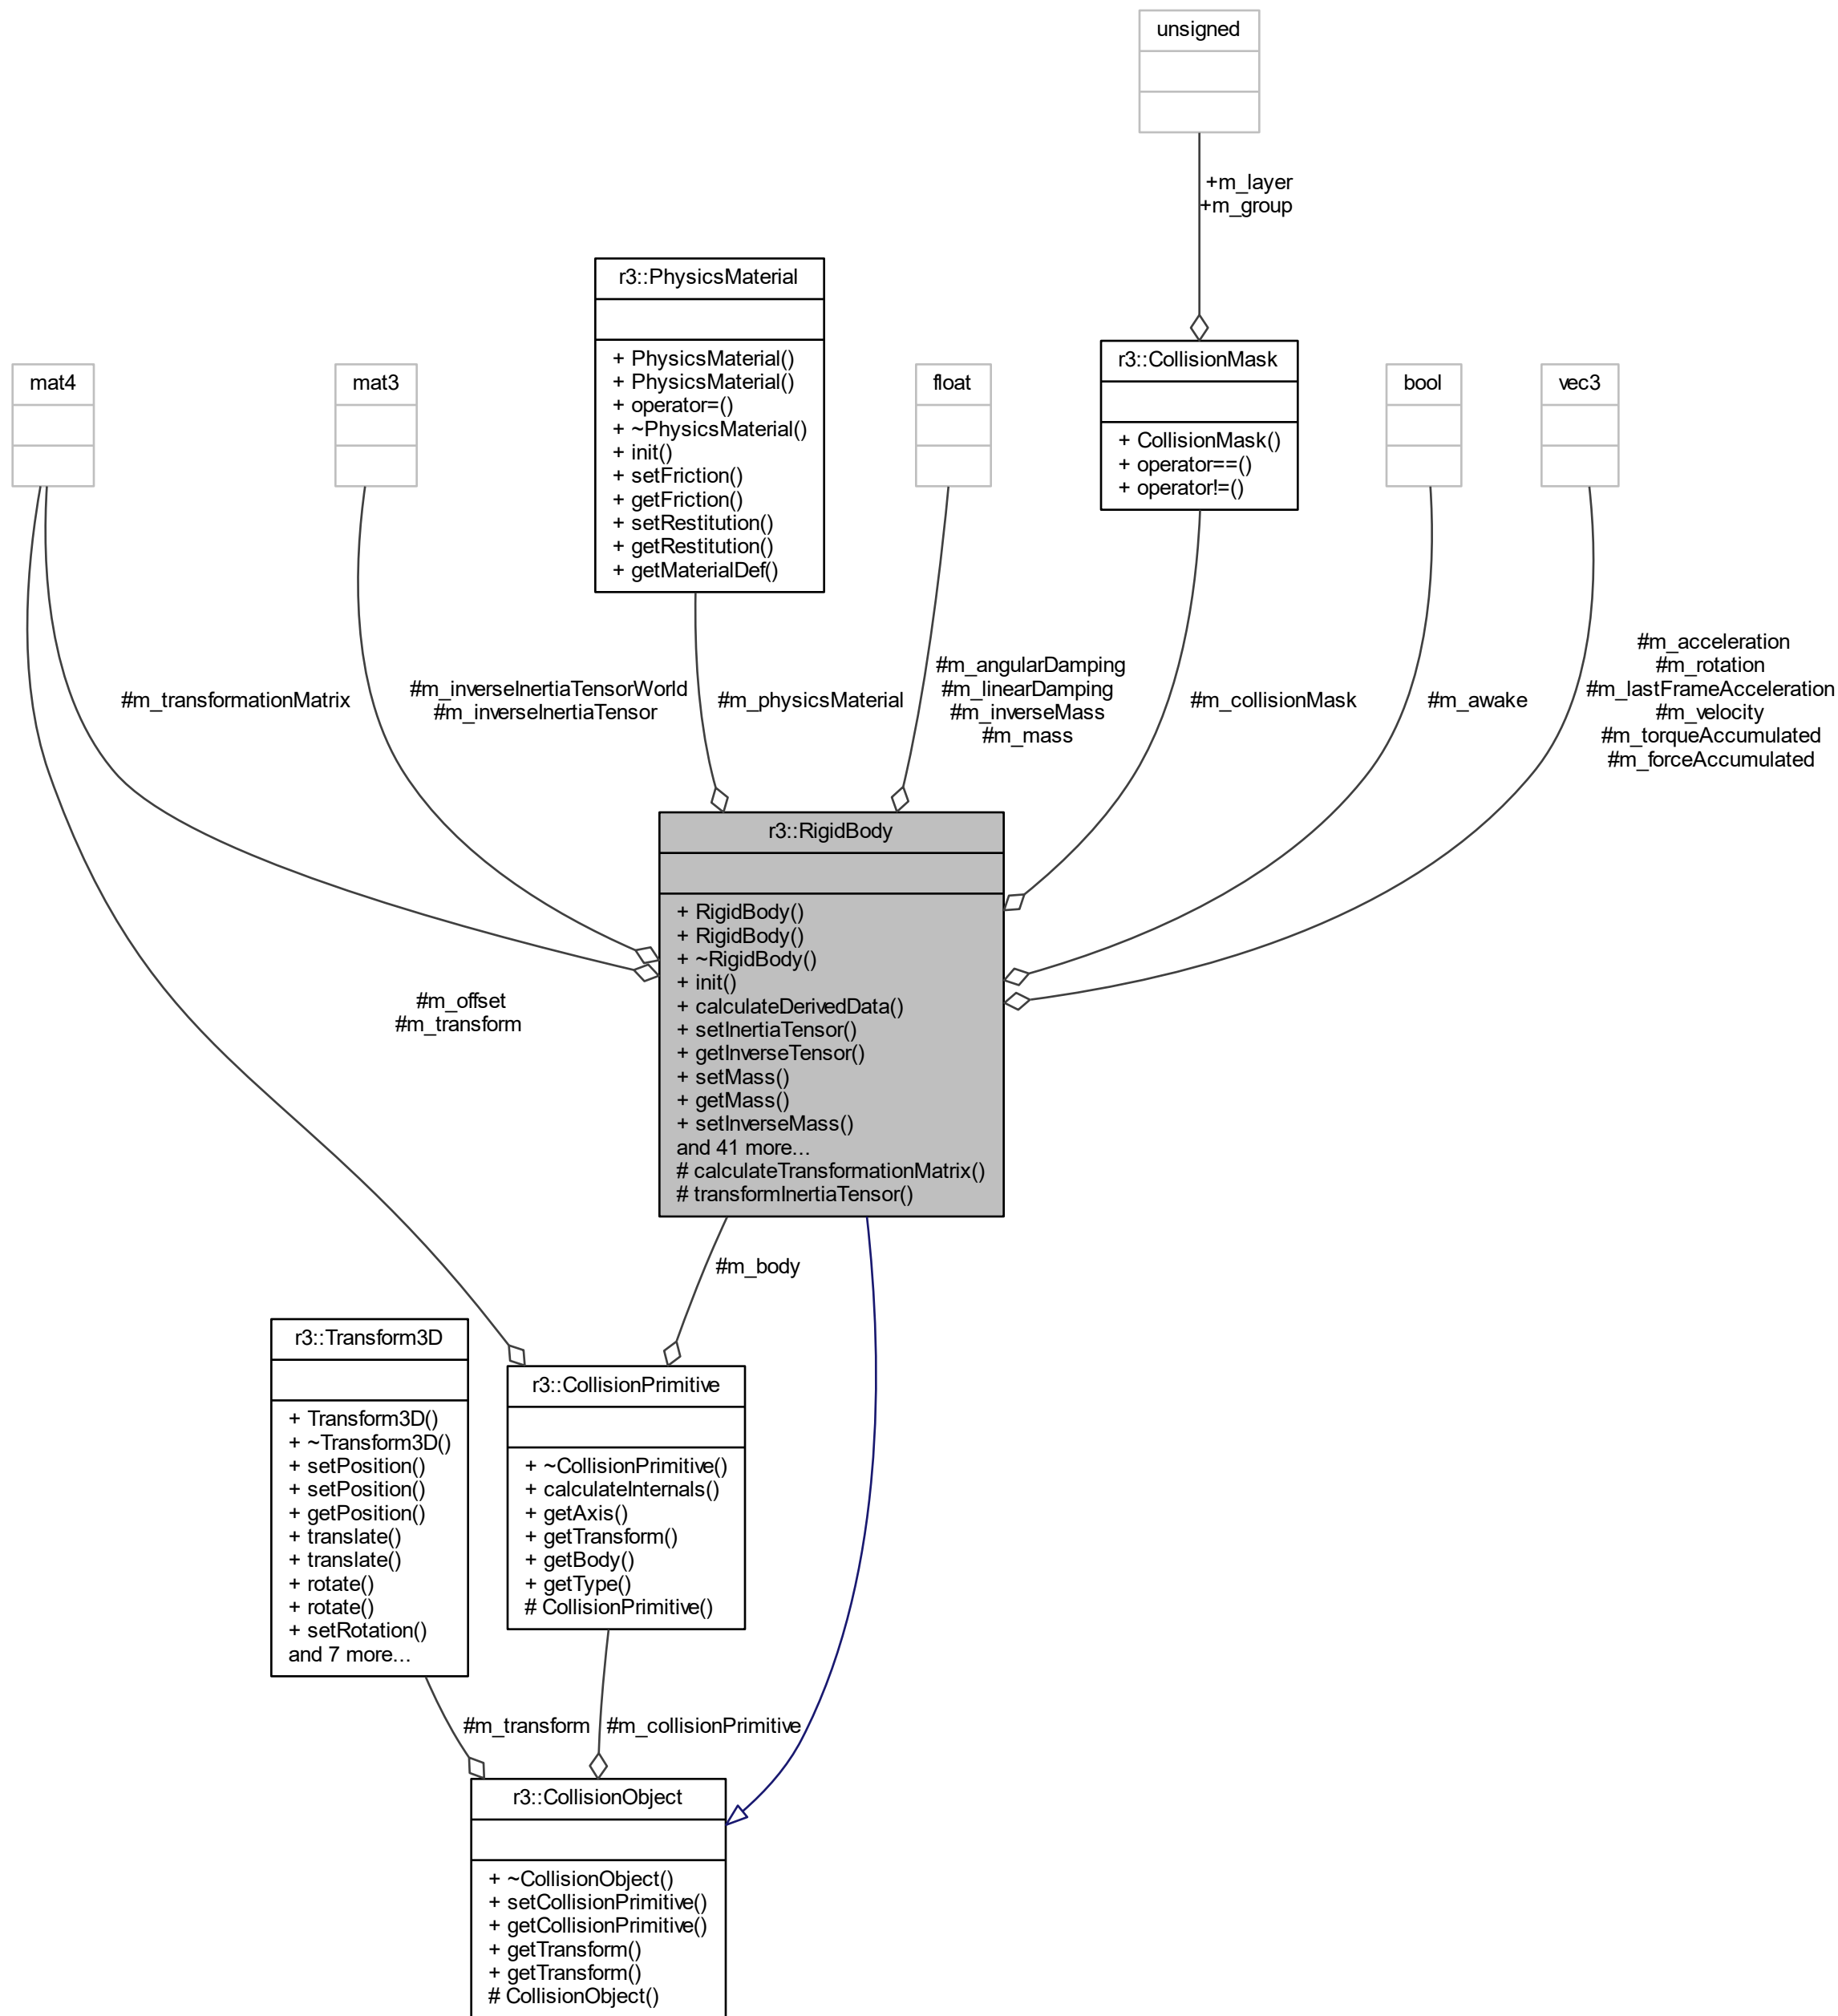 unsigned
+m_layer
+m_group
r3::PhysicsMaterial
+ PhysicsMaterial()
+ PhysicsMaterial()
+ operator=()
+ ~PhysicsMaterial()
+ init()
+ setFriction()
+ getFriction()
+ setRestitution()
+ getRestitution()
+ getMaterialDef()
r3::CollisionMask
+ CollisionMask()
+ operator==()
+ operator!=()
mat4
mat3
float
bool
vec3
#m_transformationMatrix
#m_inverseInertiaTensorWorld
#m_inverseInertiaTensor
#m_physicsMaterial
#m_angularDamping
#m_linearDamping
#m_inverseMass
#m_mass
#m_collisionMask
#m_awake
#m_acceleration
#m_rotation
#m_lastFrameAcceleration
#m_velocity
#m_torqueAccumulated
#m_forceAccumulated
r3::RigidBody
+ RigidBody()
+ RigidBody()
+ ~RigidBody()
+ init()
+ calculateDerivedData()
+ setInertiaTensor()
+ getInverseTensor()
+ setMass()
+ getMass()
+ setInverseMass()
and 41 more...
# calculateTransformationMatrix()
# transformInertiaTensor()
#m_offset
#m_transform
#m_body
r3::Transform3D
+ Transform3D()
+ ~Transform3D()
+ setPosition()
+ setPosition()
+ getPosition()
+ translate()
+ translate()
+ rotate()
+ rotate()
+ setRotation()
and 7 more...
r3::CollisionPrimitive
+ ~CollisionPrimitive()
+ calculateInternals()
+ getAxis()
+ getTransform()
+ getBody()
+ getType()
# CollisionPrimitive()
#m_transform
#m_collisionPrimitive
r3::CollisionObject
+ ~CollisionObject()
+ setCollisionPrimitive()
+ getCollisionPrimitive()
+ getTransform()
+ getTransform()
# CollisionObject()